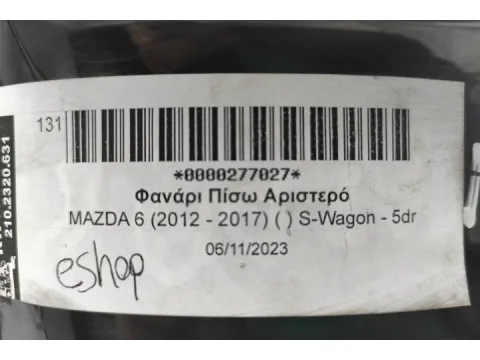 131
*0000277027*
Φανάρι Πίσω Αριστερό
MAZDA 6 (2012 - 2017) ( ) S-Wagon - 5dr
06/11/2023
eshop
210.2320.631